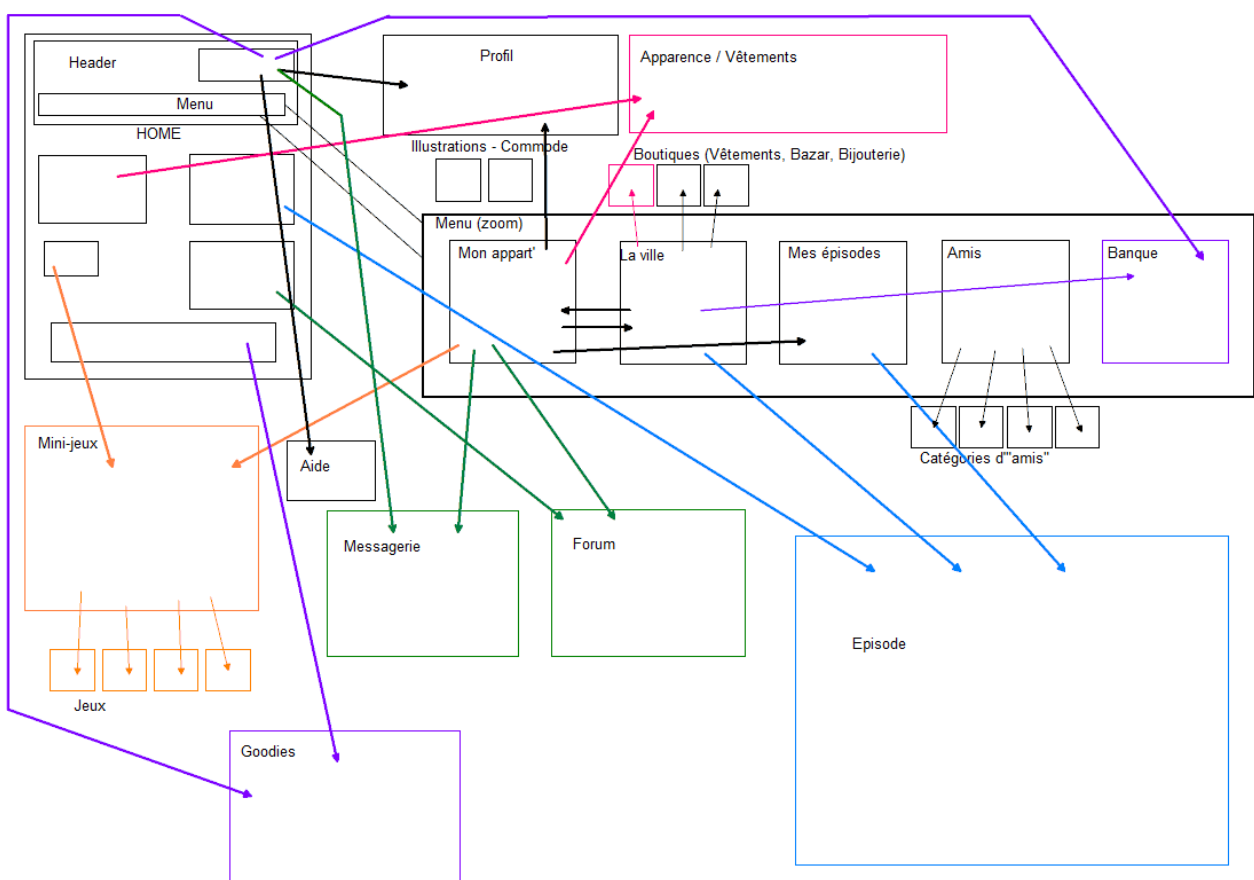 Header
Menu
HOME
Profil
Apparence / Vêtements
Illustrations - Commode
Boutiques (Vêtements, Bazar, Bijouterie)
Menu (zoom)
Mon appart'
La ville
Mes épisodes
Amis
Banque
Catégories d'"amis"
Mini-jeux
Aide
Messagerie
Forum
Episode
Jeux
Goodies